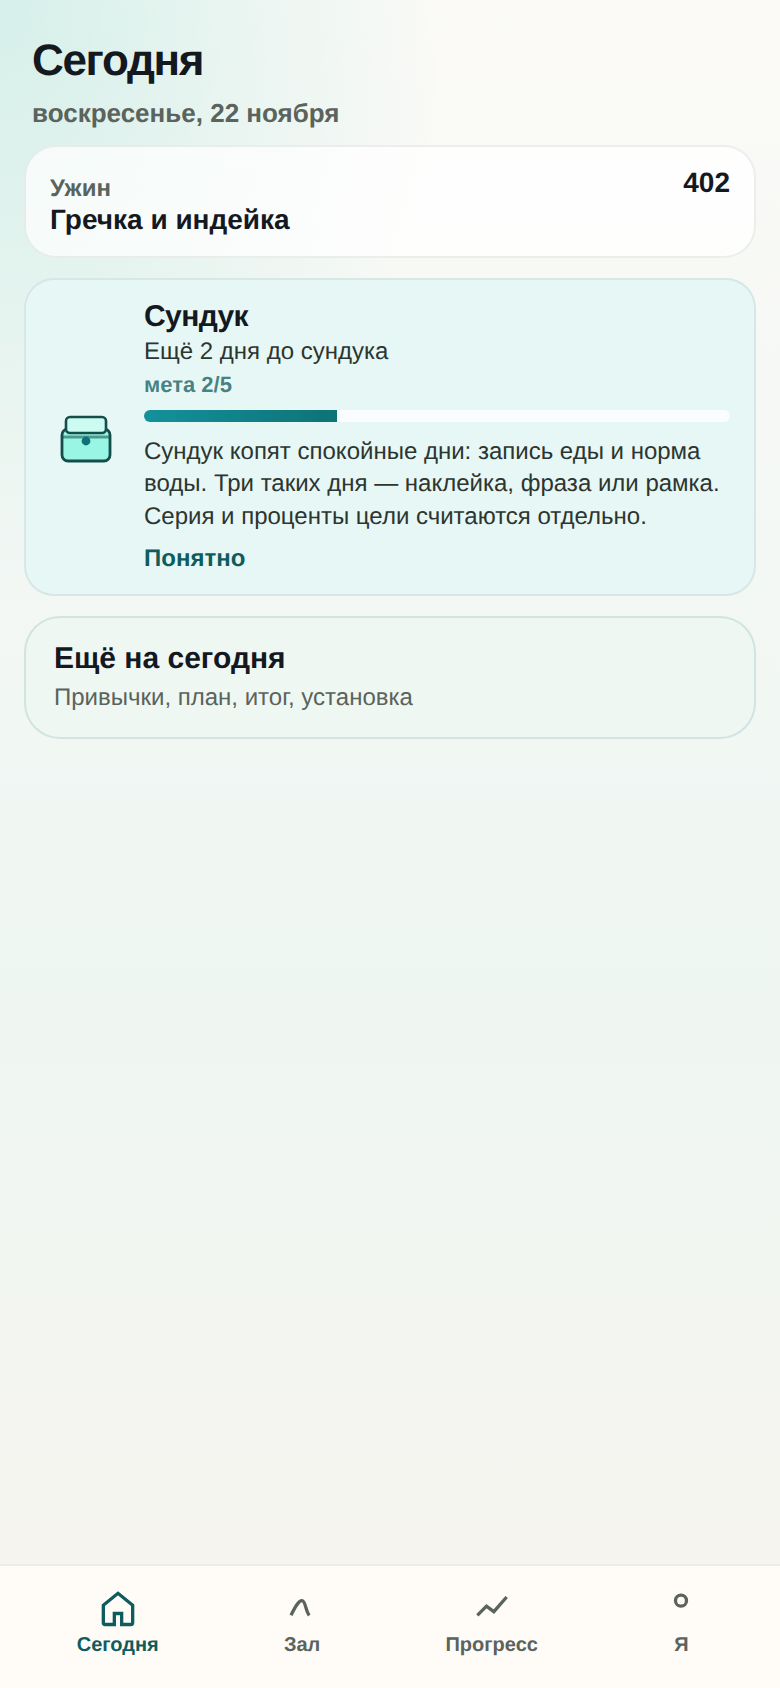 Сегодня
воскресенье, 22 ноября
Ужин
402
Гречка и индейка
Сундук
Ещё 2 дня до сундука
мета 2/5
Сундук копят спокойные дни: запись еды и норма
воды. Три таких дня — наклейка, фраза или рамка.
Серия и проценты цели считаются отдельно.
Понятно
Ещё на сегодня
Привычки, план, итог, установка
Сегодня
Зал
Прогресс
Я